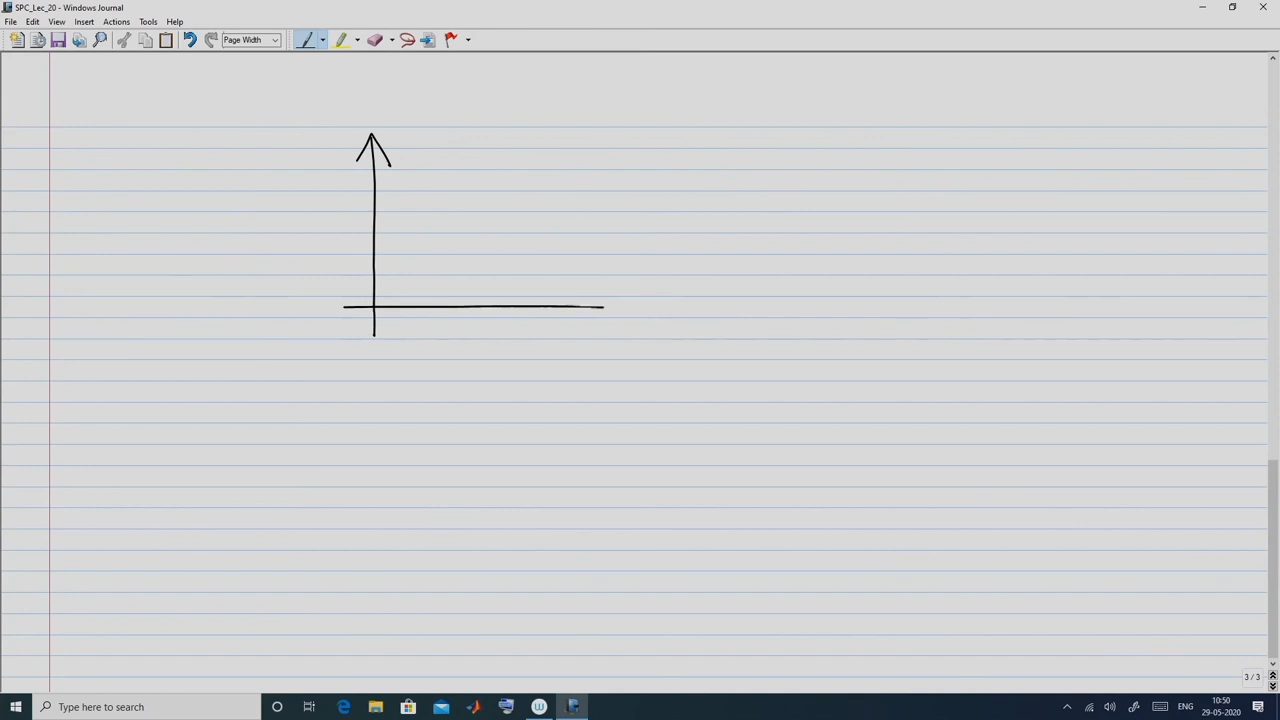 SPC_Lec_20 - Windows Journal
File Edit View Insert Actions Tools Help
Page Width
3 / 3
Type here to search
ENG
10:50
29-05-2020